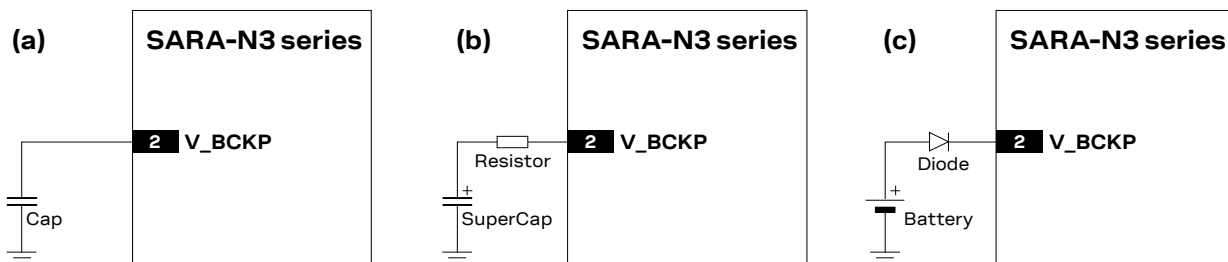 (a)
SARA-N3 series
2 V_BCKP
Cap
(b)
SARA-N3 series
2 V_BCKP
Resistor
+
SuperCap
(c)
SARA-N3 series
2 V_BCKP
Diode
+
Battery